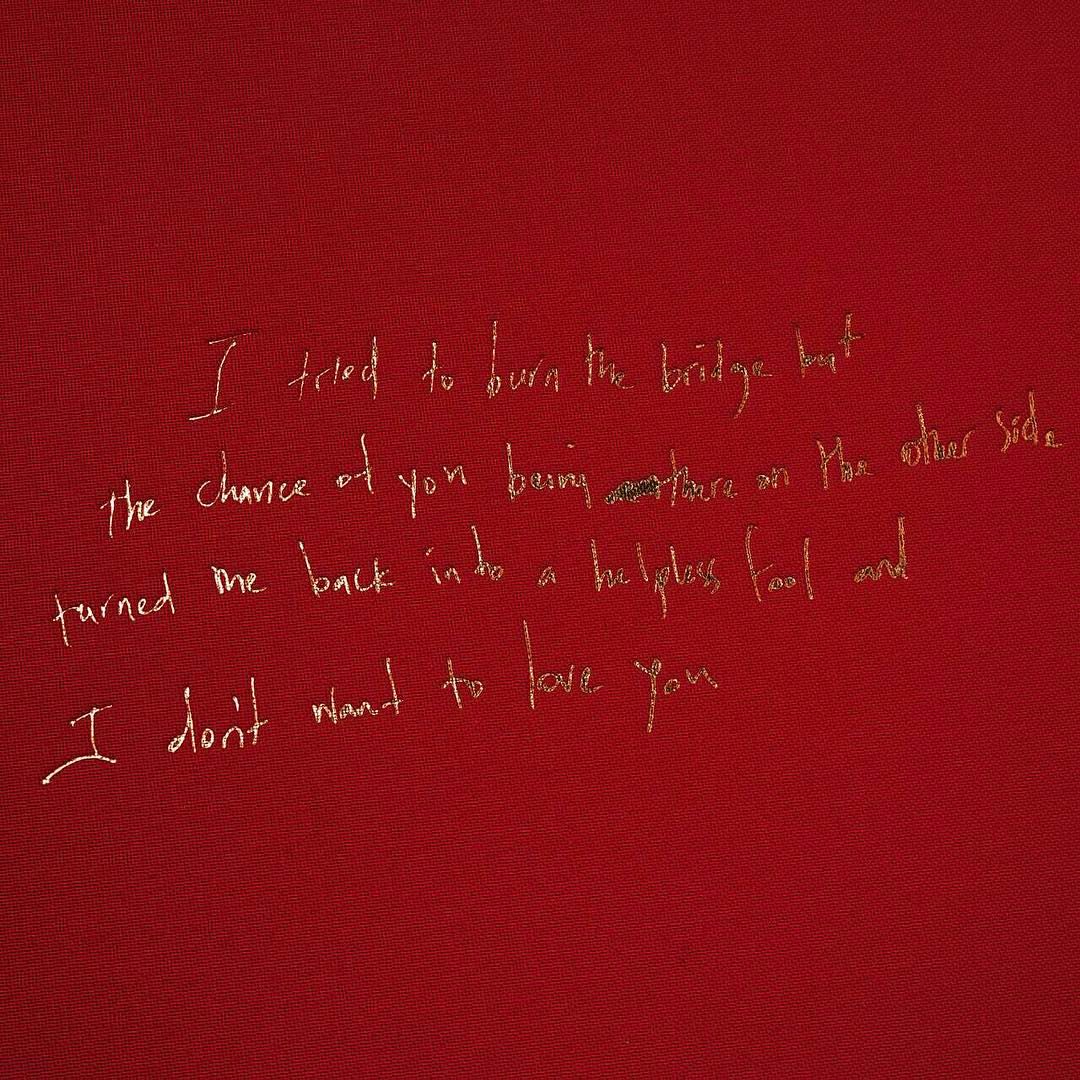 I tried to burn the bridge but
the chance of you being there on the other side
turned me back into a helpless fool and
I don't want to love you